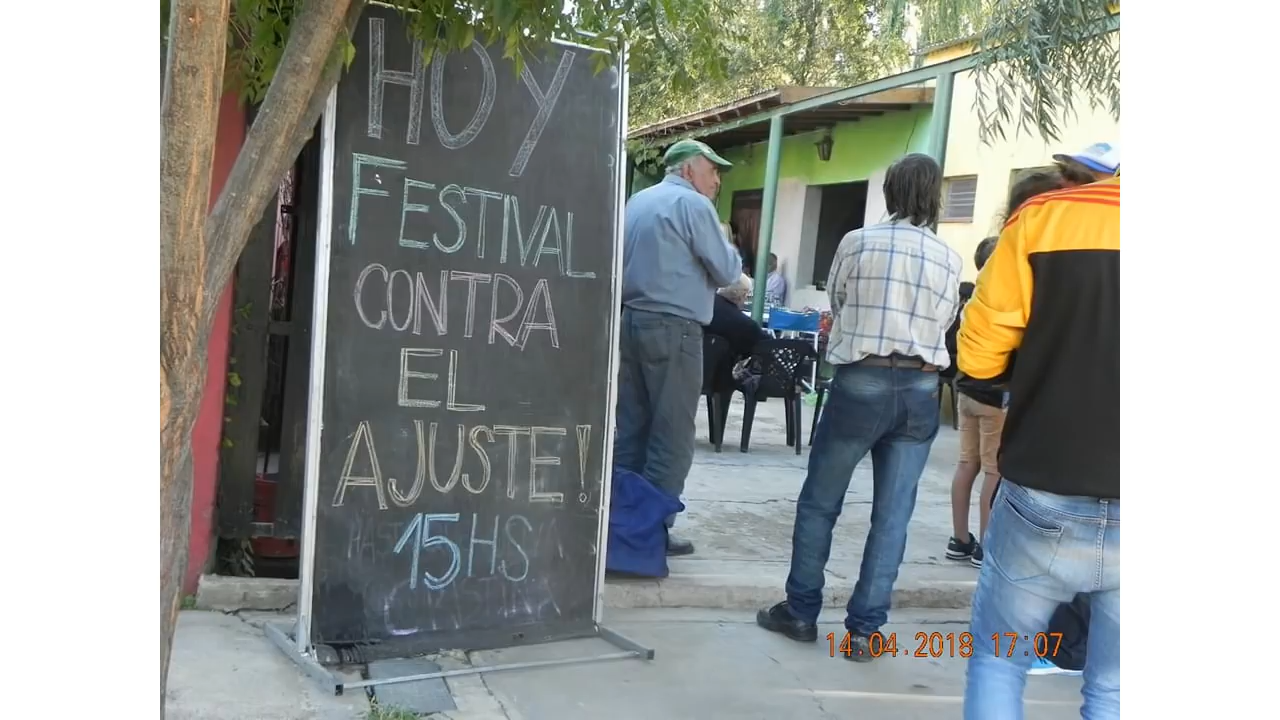 HOY
FESTIVAL
CONTRA
EL
AJUSTE!
15HS
14.04.2018 17:07